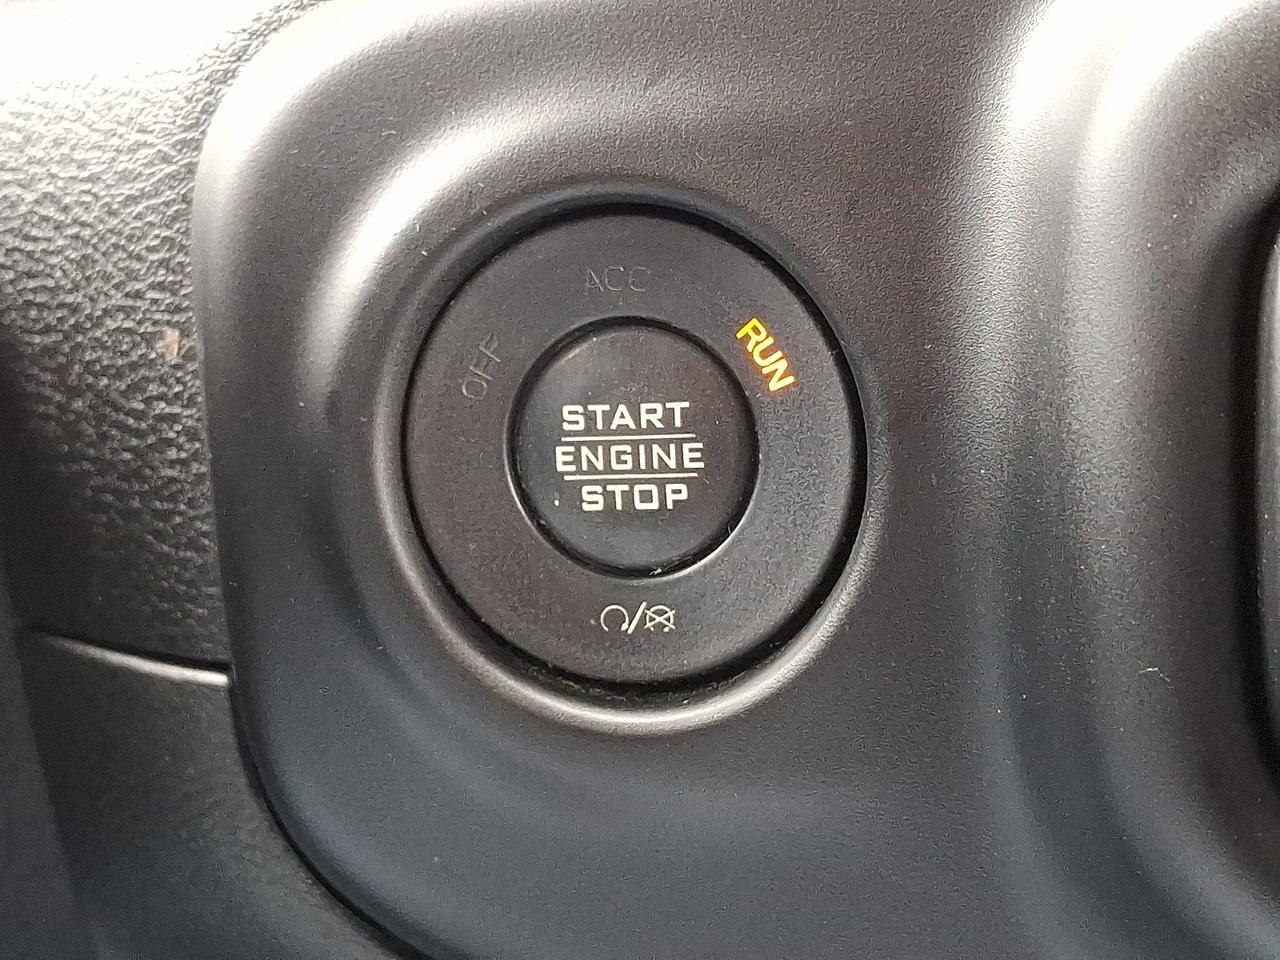 ACC
OFF
RUN
START
ENGINE
STOP